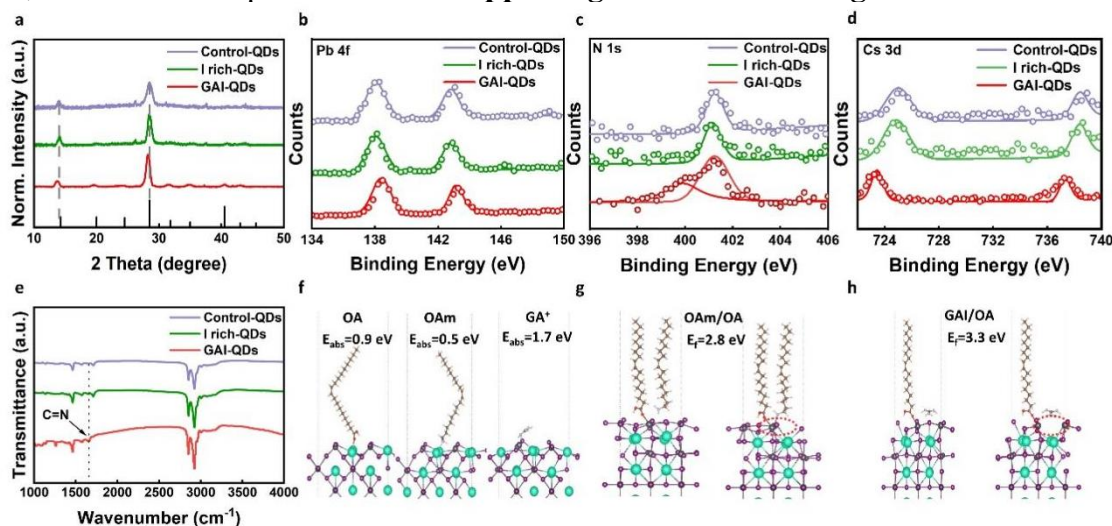 a
Norm. Intensity (a.u.)
Control-QDs
I rich-QDs
GAI-QDs
10 20 30 40 50
2 Theta (degree)
b
Pb 4f
Counts
Control-QDs
I rich-QDs
GAI-QDs
134 138 142 146 150
Binding Energy (eV)
c
N 1s
Counts
Control-QDs
I rich-QDs
GAI-QDs
396 398 400 402 404 406
Binding Energy (eV)
d
Cs 3d
Counts
Control-QDs
I rich-QDs
GAI-QDs
724 728 732 736 740
Binding Energy (eV)
e
Transmittance (a.u.)
Control-QDs
I rich-QDs
GAI-QDs
C=N
1000 1500 2000 2500 3000 3500 4000
Wavenumber (cm⁻¹)
f
OA OAm GA⁺
E_abs=0.9 eV E_abs=0.5 eV E_abs=1.7 eV
g
OAm/OA
E_f=2.8 eV
h
GAI/OA
E_f=3.3 eV